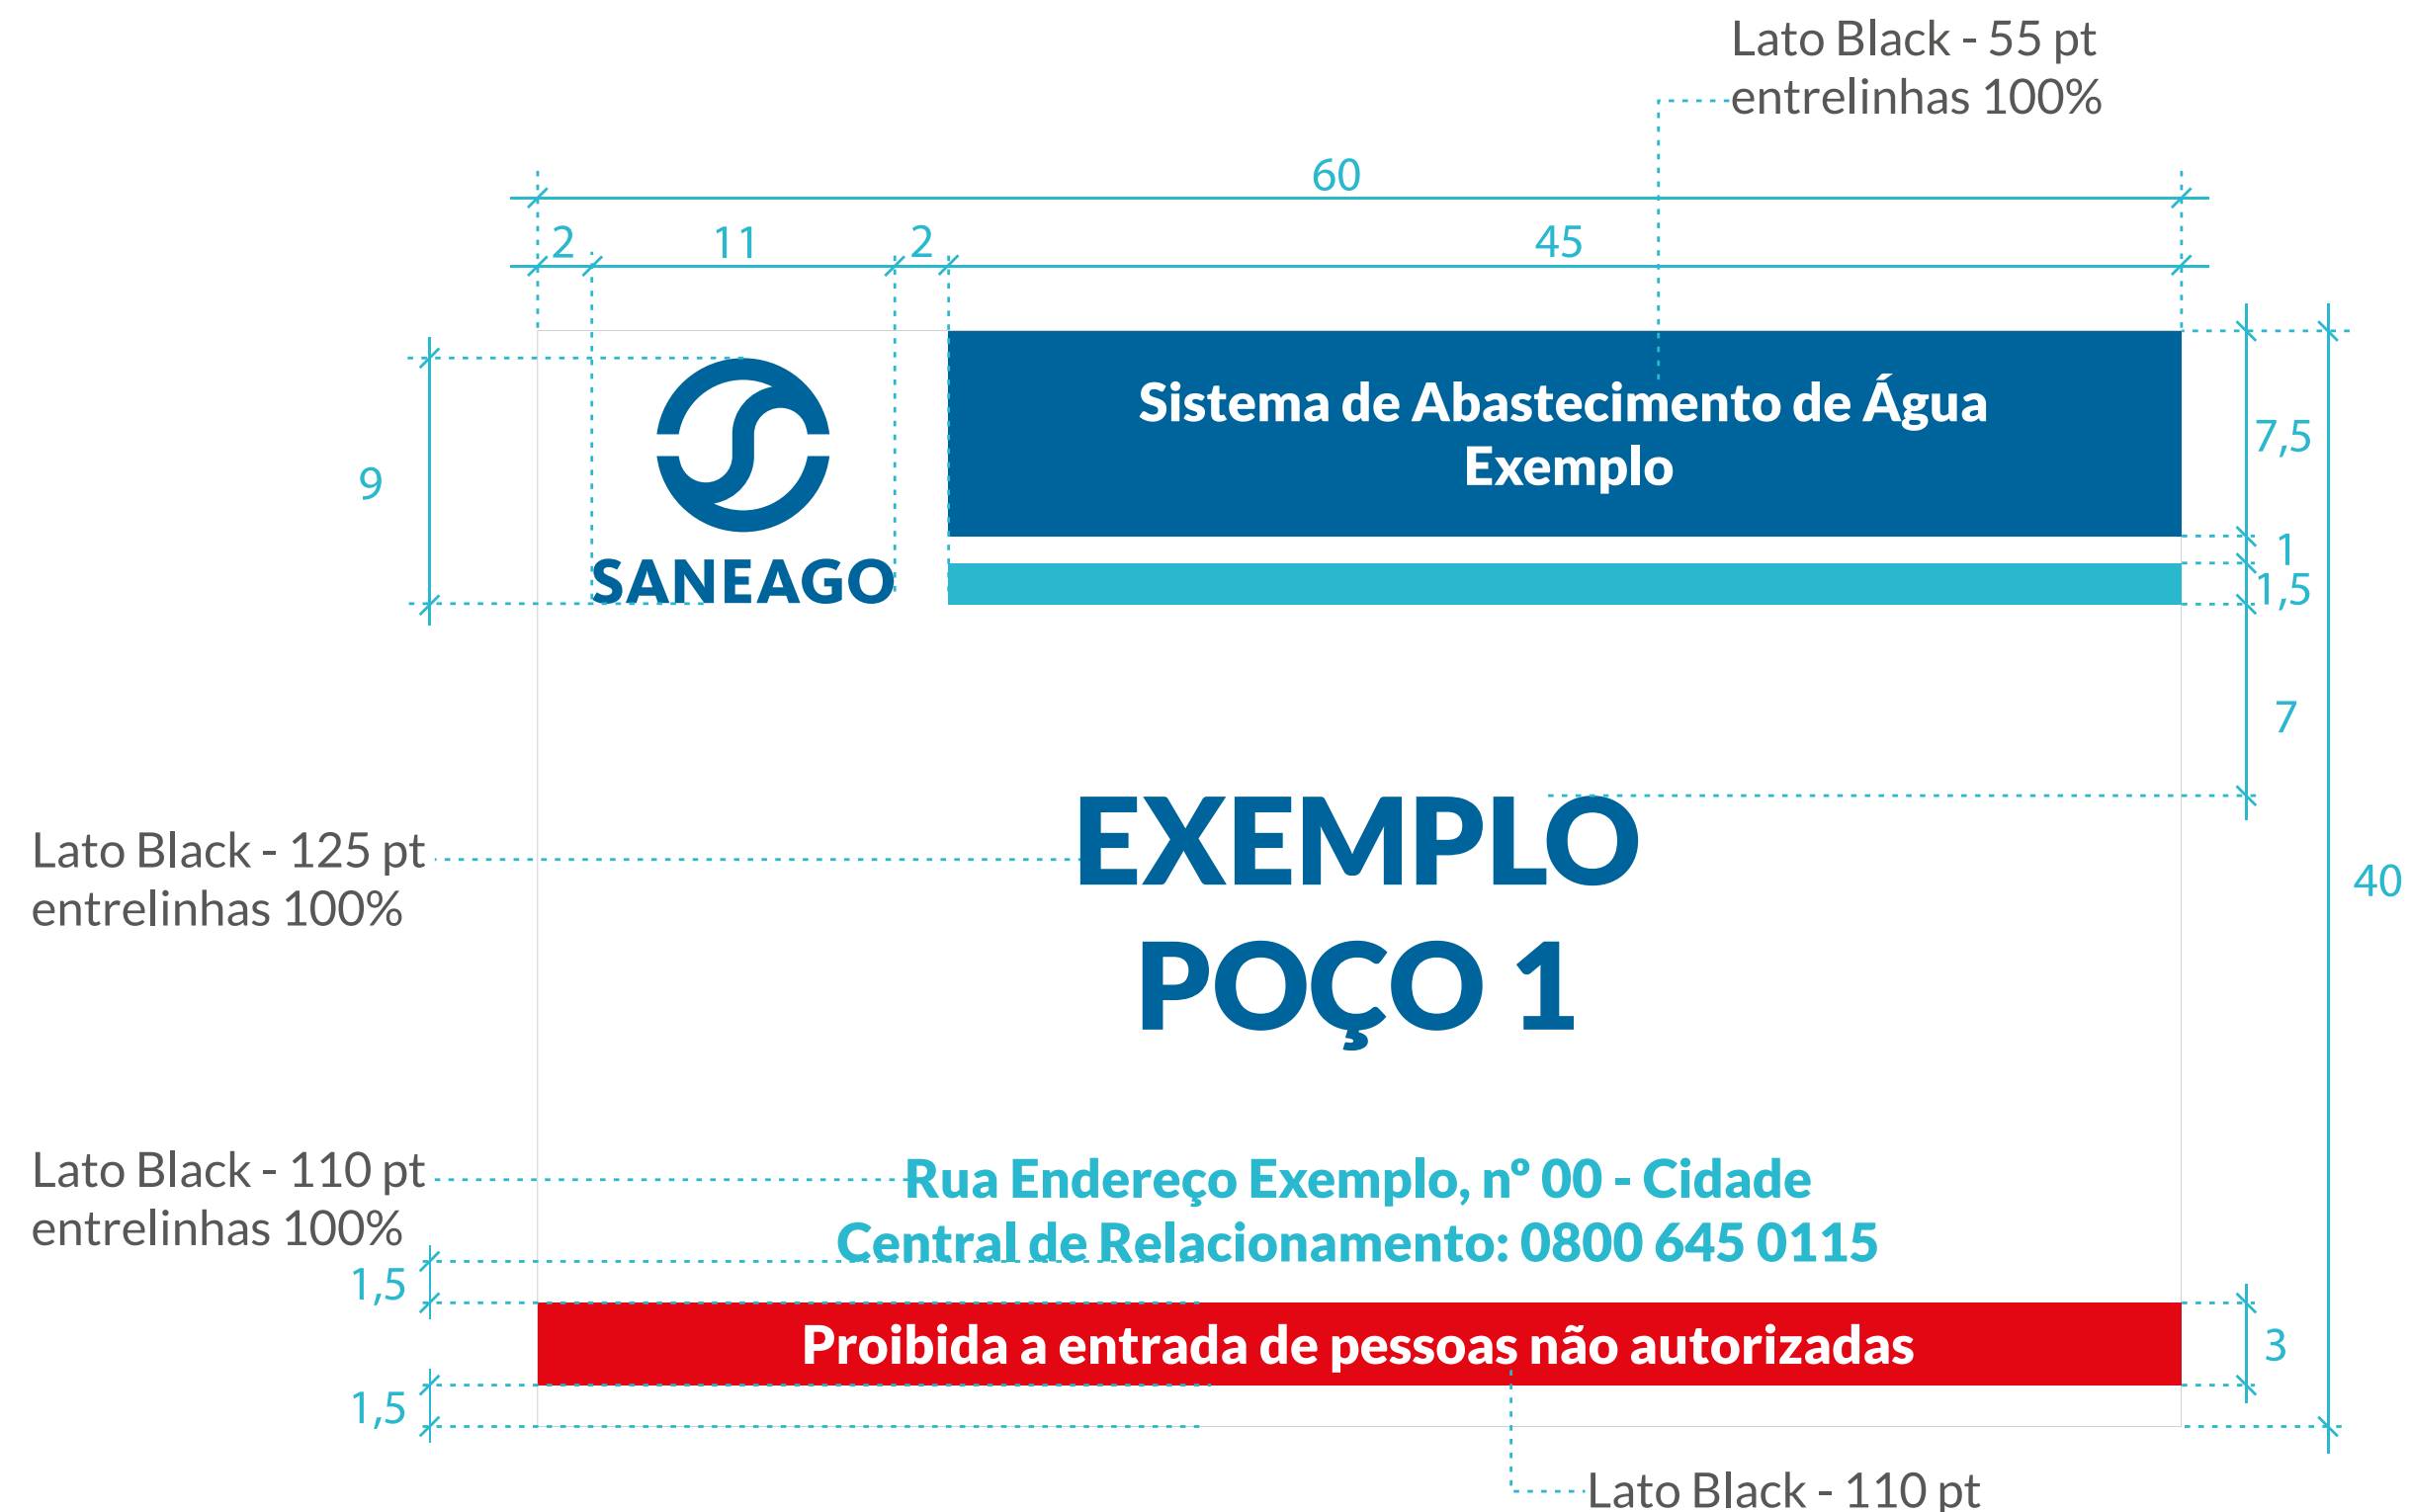 Lato Black - 55 pt
entrelinhas 100%
60
2 11 2 45
Sistema de Abastecimento de Água
Exemplo
7,5
9
SANEAGO
1
1,5
7
EXEMPLO
Lato Black - 125 pt
entrelinhas 100%
40
POÇO 1
Lato Black - 110 pt
entrelinhas 100%
Rua Endereço Exemplo, nº 00 - Cidade
Central de Relacionamento: 0800 645 0115
1,5
Proibida a entrada de pessoas não autorizadas
3
1,5
Lato Black - 110 pt